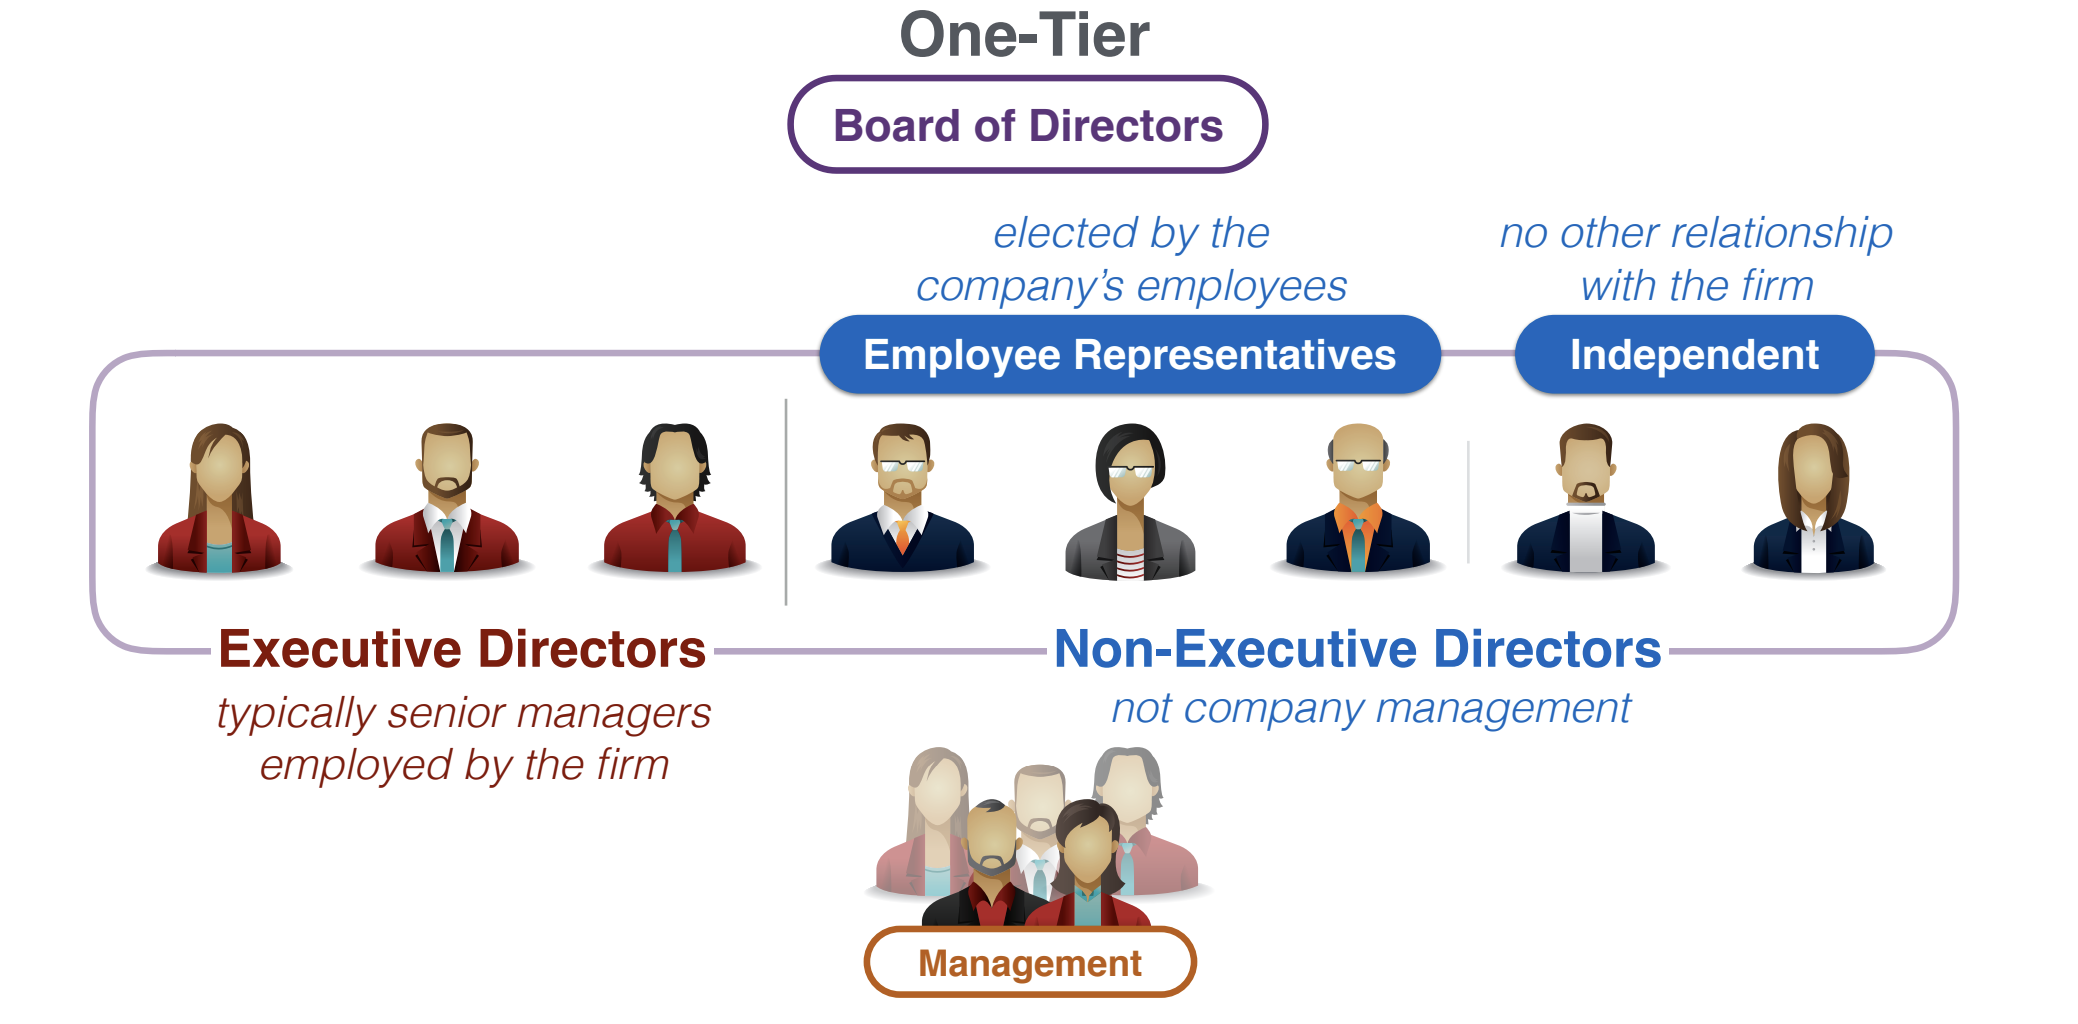 One-Tier
Board of Directors
elected by the
company’s employees
no other relationship
with the firm
Employee Representatives
Independent
Executive Directors
typically senior managers
employed by the firm
Non-Executive Directors
not company management
Management